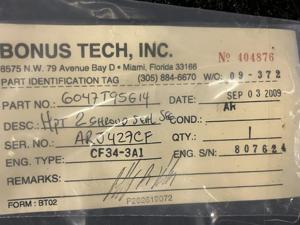 BONUS TECH, INC.
8575 N.W. 79 Avenue Bay D • Miami, Florida 33166
Nº 404876
PART IDENTIFICATION TAG (305) 884-6670 W/O: 09-372
PART NO.: 6047T95G14 DATE: SEP 03 2009
DESC.: HPT 2 SHROUD SEAL COND.: AR
SER. NO.: ARJ427CF QTY.: 1
ENG. TYPE: CF34-3A1 ENG. S/N: 807624
REMARKS:
FORM: BT02